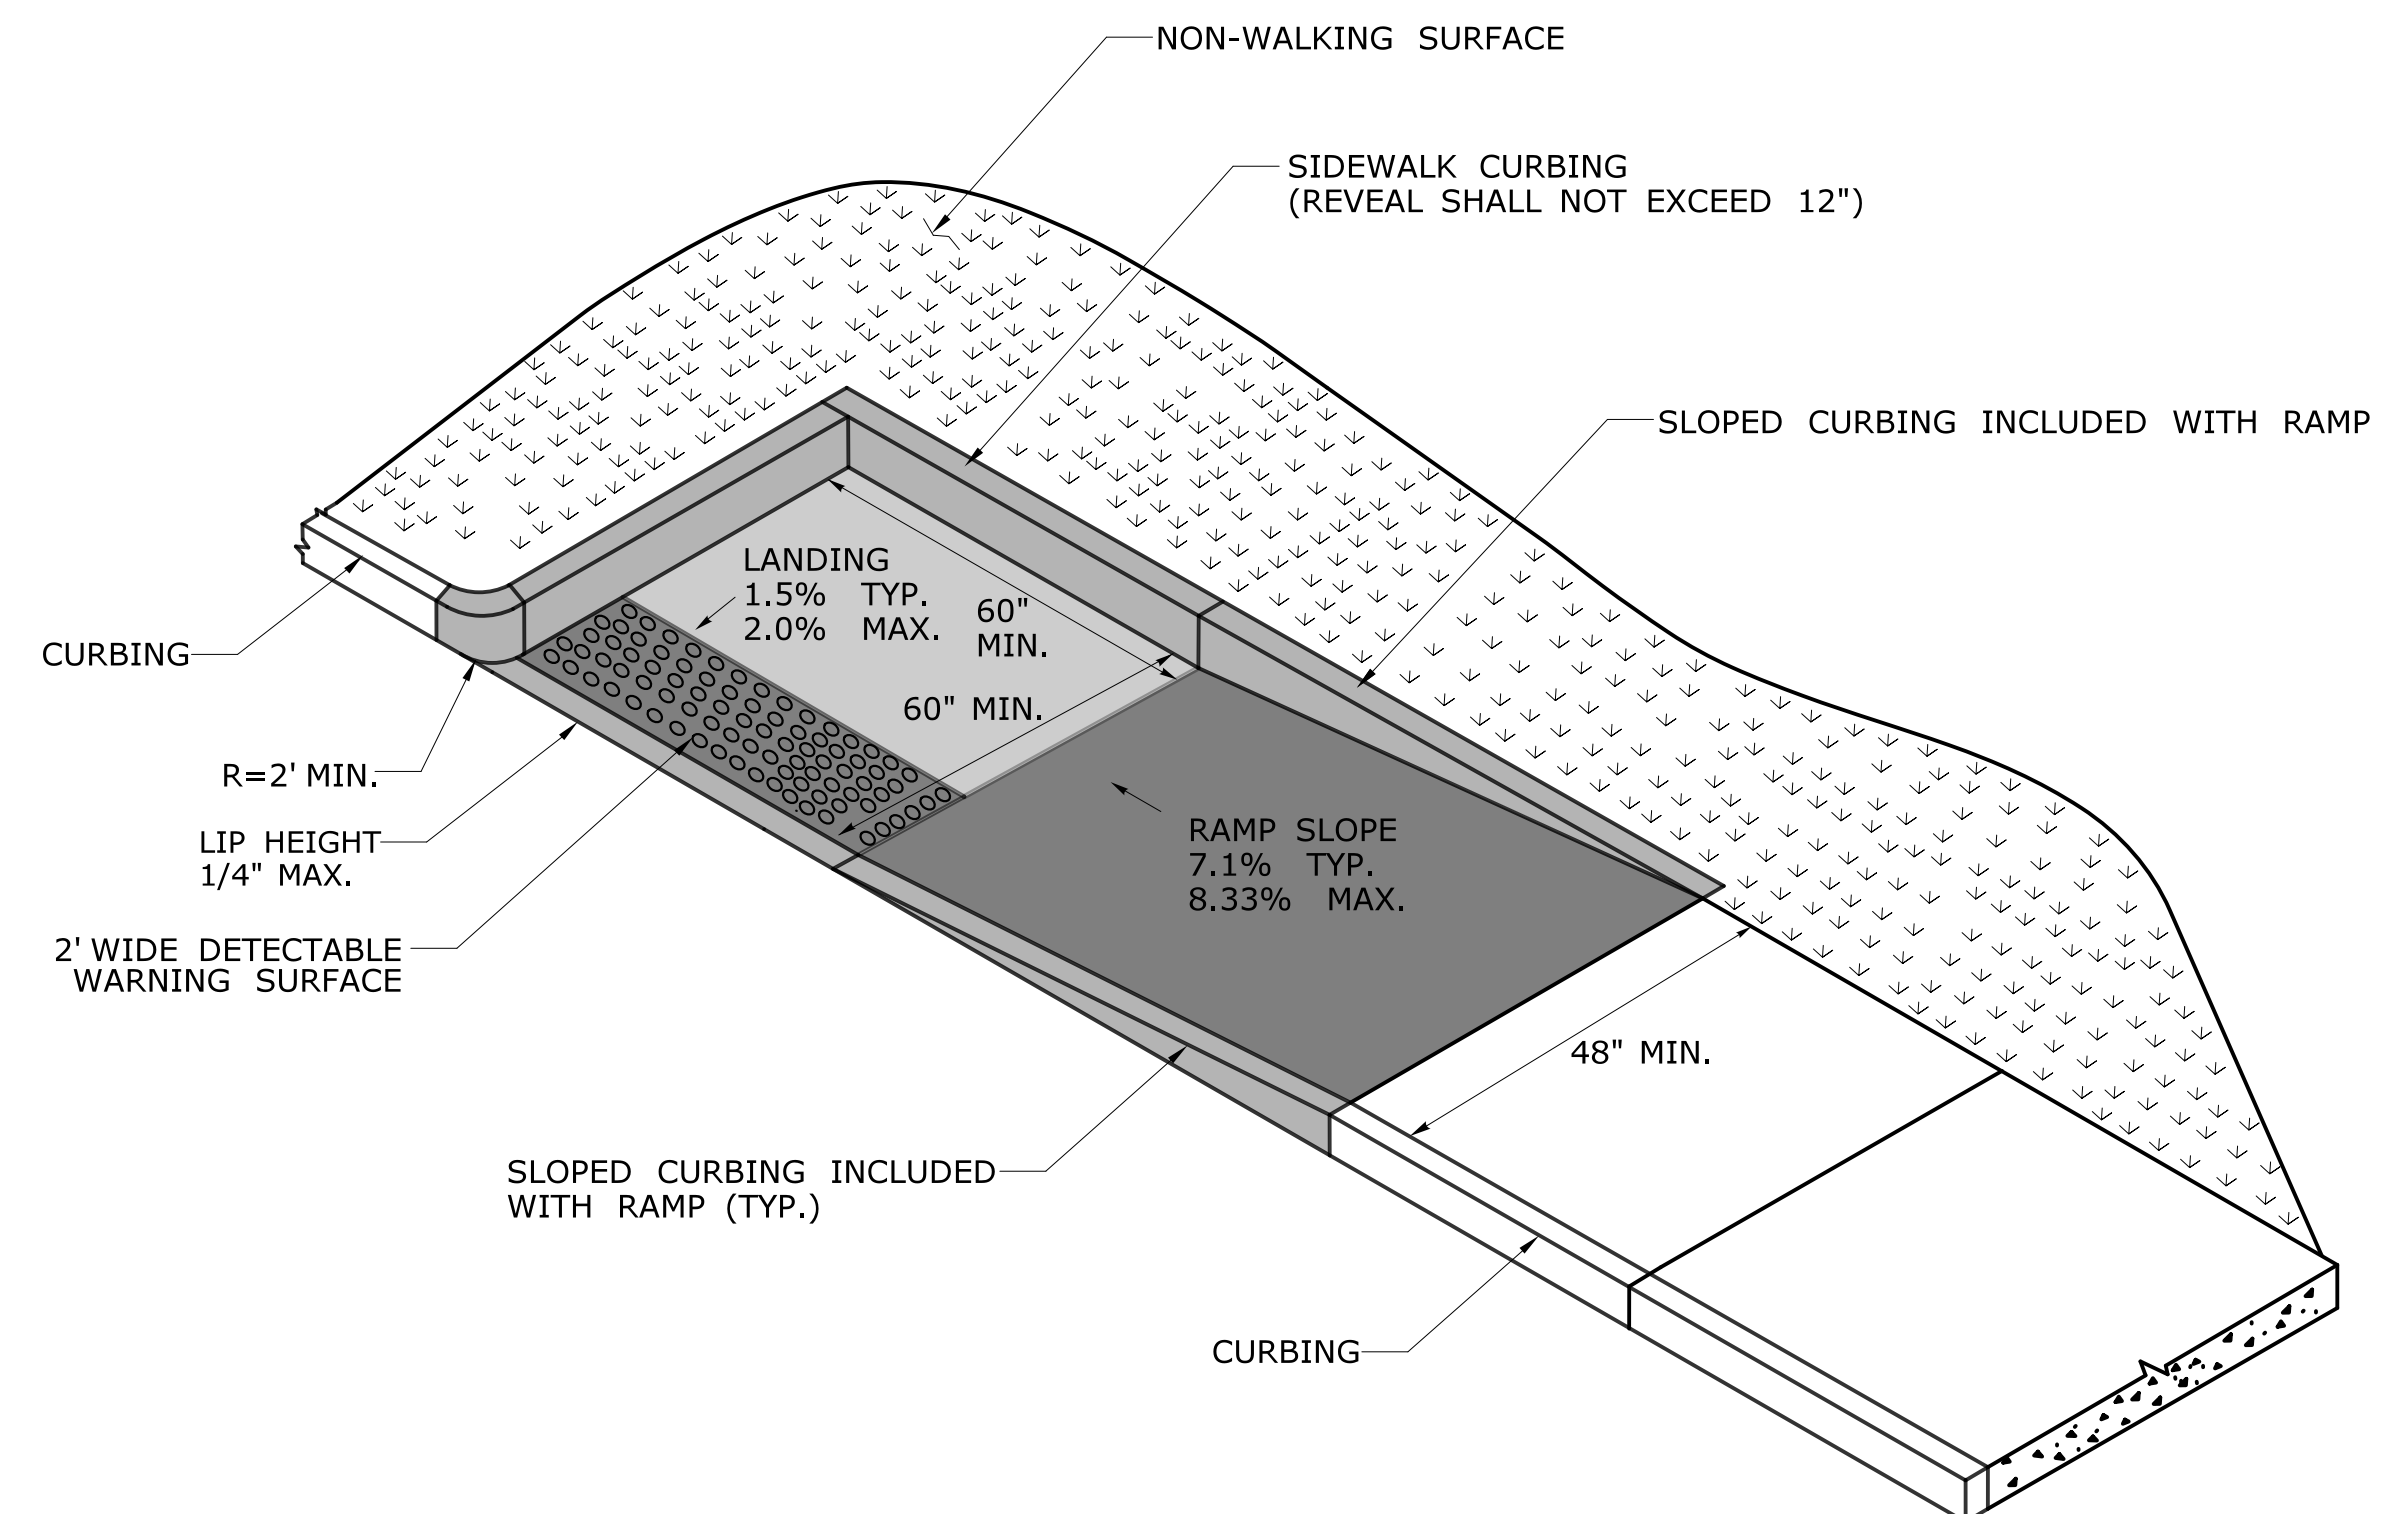 NON-WALKING SURFACE
SIDEWALK CURBING
(REVEAL SHALL NOT EXCEED 12")
SLOPED CURBING INCLUDED WITH RAMP
LANDING
1.5% TYP.
2.0% MAX.
60"
MIN.
60" MIN.
CURBING
R=2' MIN.
LIP HEIGHT
1/4" MAX.
2' WIDE DETECTABLE
WARNING SURFACE
RAMP SLOPE
7.1% TYP.
8.33% MAX.
48" MIN.
SLOPED CURBING INCLUDED
WITH RAMP (TYP.)
CURBING